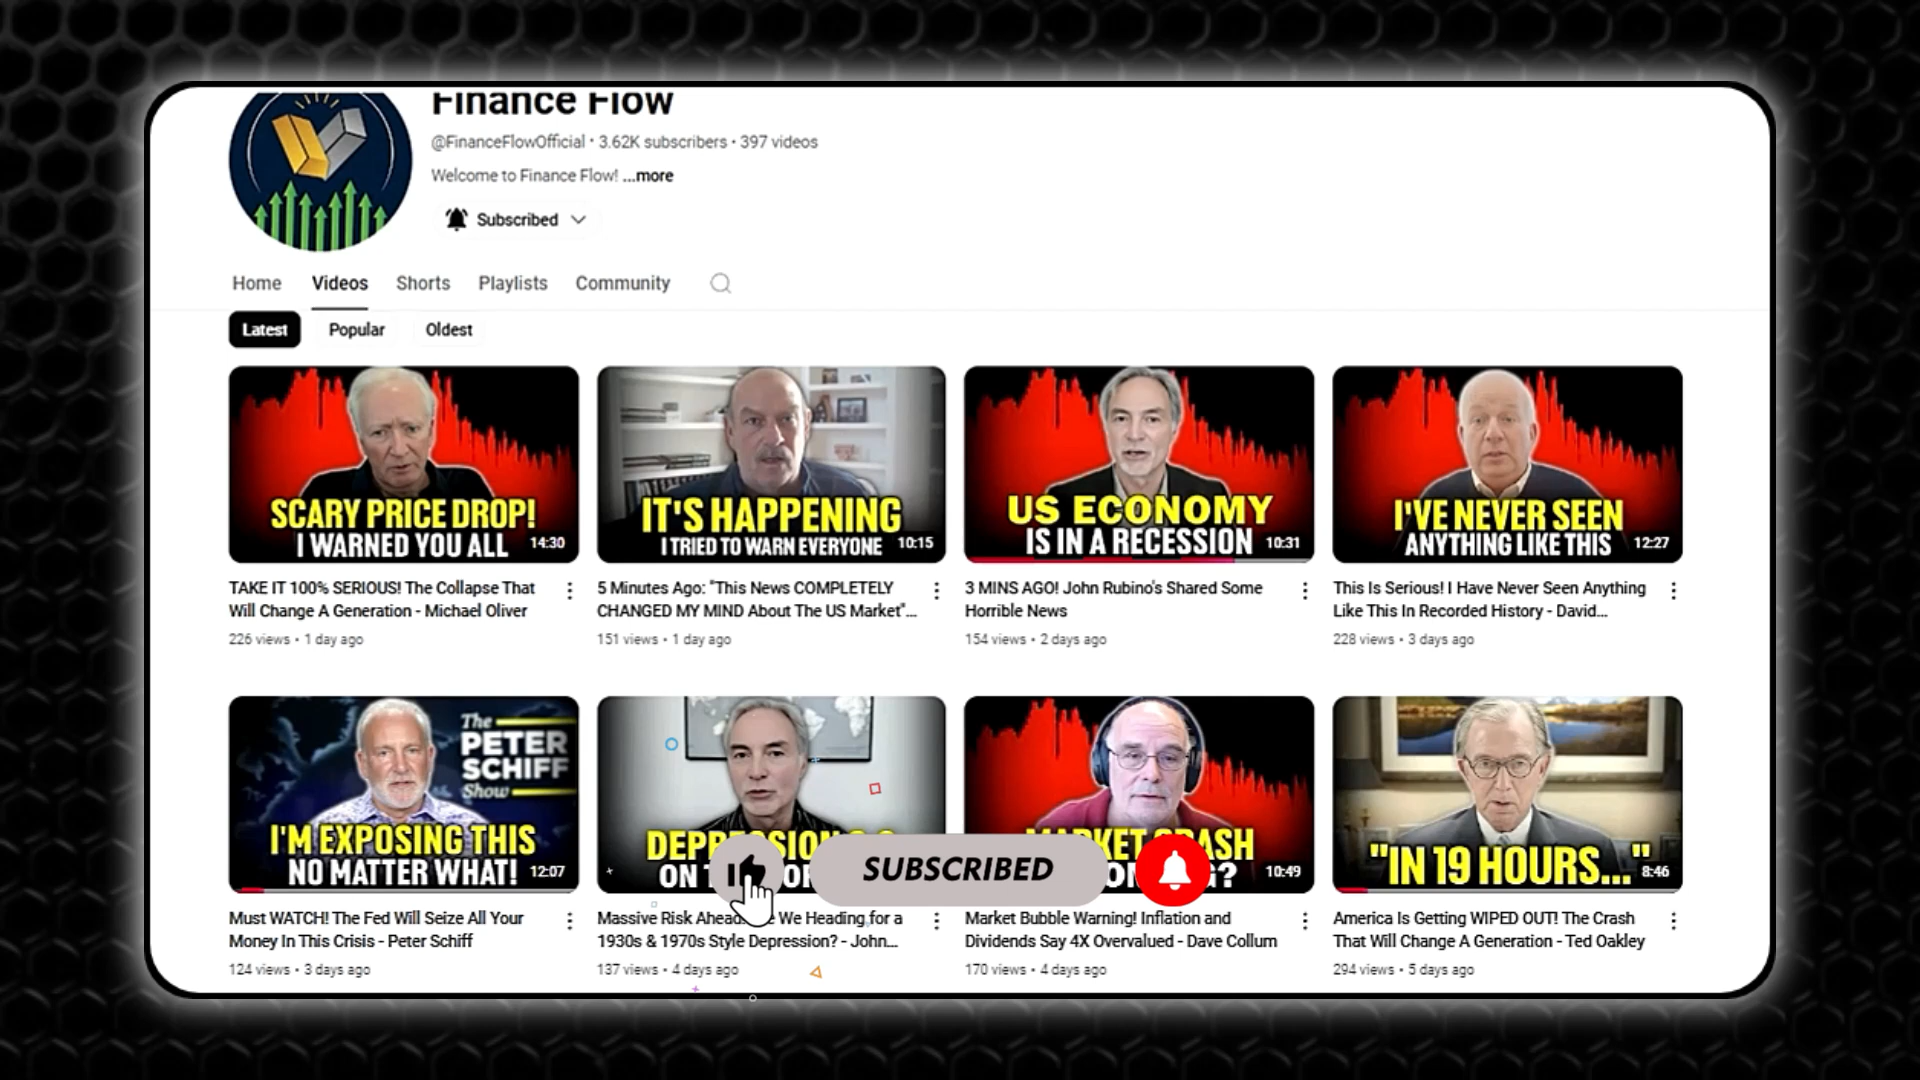 Finance Flow
@FinanceFlowOfficial • 3.62K subscribers • 397 videos
Welcome to Finance Flow! ...more
Subscribed
Home Videos Shorts Playlists Community
Latest Popular Oldest
SCARY PRICE DROP!
I WARNED YOU ALL
14:30
IT'S HAPPENING
I TRIED TO WARN EVERYONE
10:15
US ECONOMY
IS IN A RECESSION
10:31
I'VE NEVER SEEN
ANYTHING LIKE THIS
12:27
TAKE IT 100% SERIOUS! The Collapse That
Will Change A Generation - Michael Oliver
226 views • 1 day ago
5 Minutes Ago: "This News COMPLETELY
CHANGED MY MIND About The US Market"...
151 views • 1 day ago
3 MINS AGO! John Rubino's Shared Some
Horrible News
154 views • 2 days ago
This Is Serious! I Have Never Seen Anything
Like This In Recorded History - David...
228 views • 3 days ago
The
PETER
SCHIFF
Show
I'M EXPOSING THIS
NO MATTER WHAT!
12:07
ON
MARKET CRASH
10:49
"IN 19 HOURS..."
8:46
SUBSCRIBED
Must WATCH! The Fed Will Seize All Your
Money In This Crisis - Peter Schiff
124 views • 3 days ago
Massive Risk Ahead We Heading for a
1930s & 1970s Style Depression? - John...
137 views • 4 days ago
Market Bubble Warning! Inflation and
Dividends Say 4X Overvalued - Dave Collum
170 views • 4 days ago
America Is Getting WIPED OUT! The Crash
That Will Change A Generation - Ted Oakley
294 views • 5 days ago